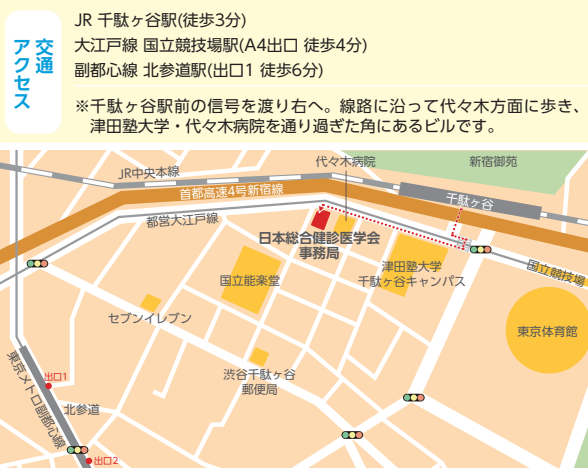 交通
アクセス
JR 千駄ヶ谷駅(徒歩3分)
大江戸線 国立競技場駅(A4出口 徒歩4分)
副都心線 北参道駅(出口1 徒歩6分)
※千駄ヶ谷駅前の信号を渡り右へ。線路に沿って代々木方面に歩き、
津田塾大学・代々木病院を通り過ぎた角にあるビルです。
代々木病院
新宿御苑
JR中央本線
首都高速4号新宿線
千駄ヶ谷
都営大江戸線
日本総合健診医学会
事務局
津田塾大学
千駄ヶ谷キャンパス
国立競技場
国立能楽堂
セブンイレブン
東京体育館
東京メトロ副都心線
出口1
渋谷千駄ヶ谷
郵便局
北参道
出口2